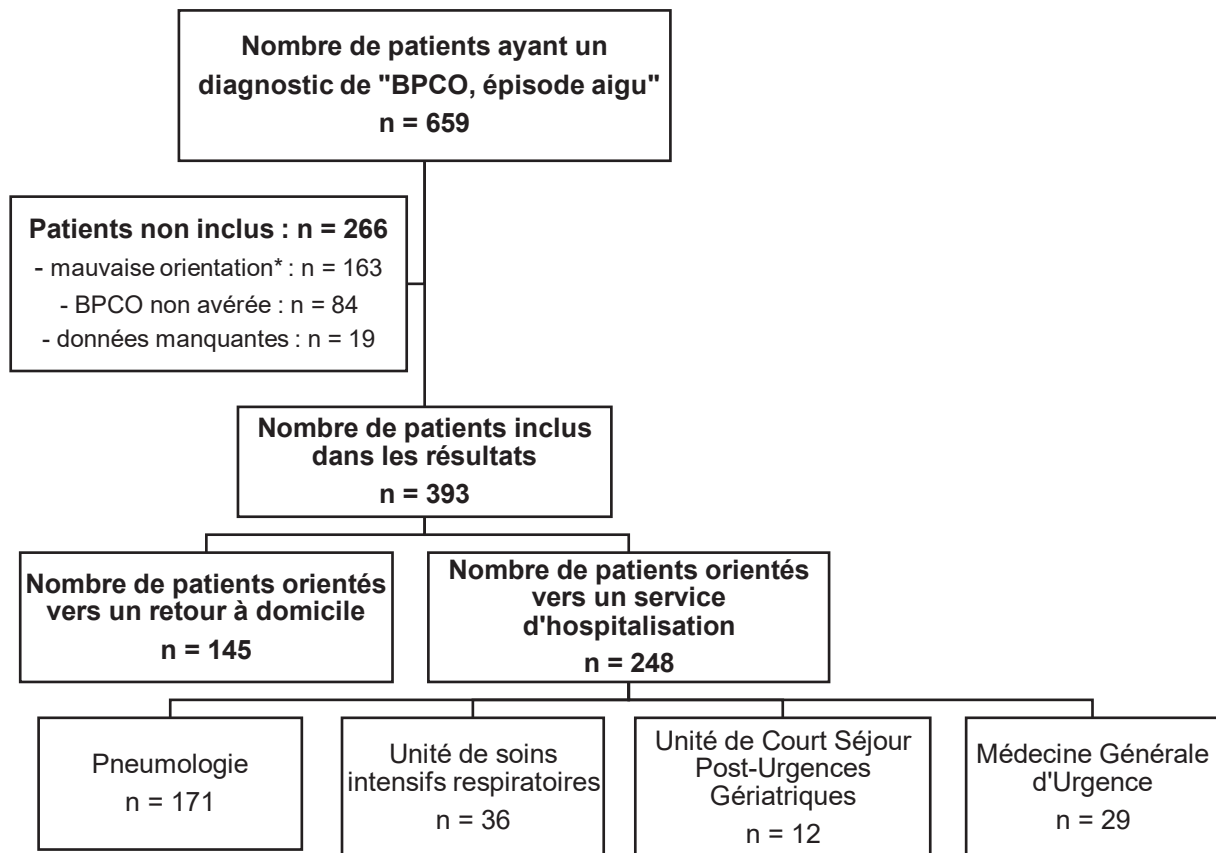 Nombre de patients ayant un
diagnostic de "BPCO, épisode aigu"
n = 659
Patients non inclus : n = 266
- mauvaise orientation* : n = 163
- BPCO non avérée : n = 84
- données manquantes : n = 19
Nombre de patients inclus
dans les résultats
n = 393
Nombre de patients orientés
vers un retour à domicile
n = 145
Nombre de patients orientés
vers un service
d'hospitalisation
n = 248
Pneumologie
n = 171
Unité de soins
intensifs respiratoires
n = 36
Unité de Court Séjour
Post-Urgences
Gériatriques
n = 12
Médecine Générale
d'Urgence
n = 29